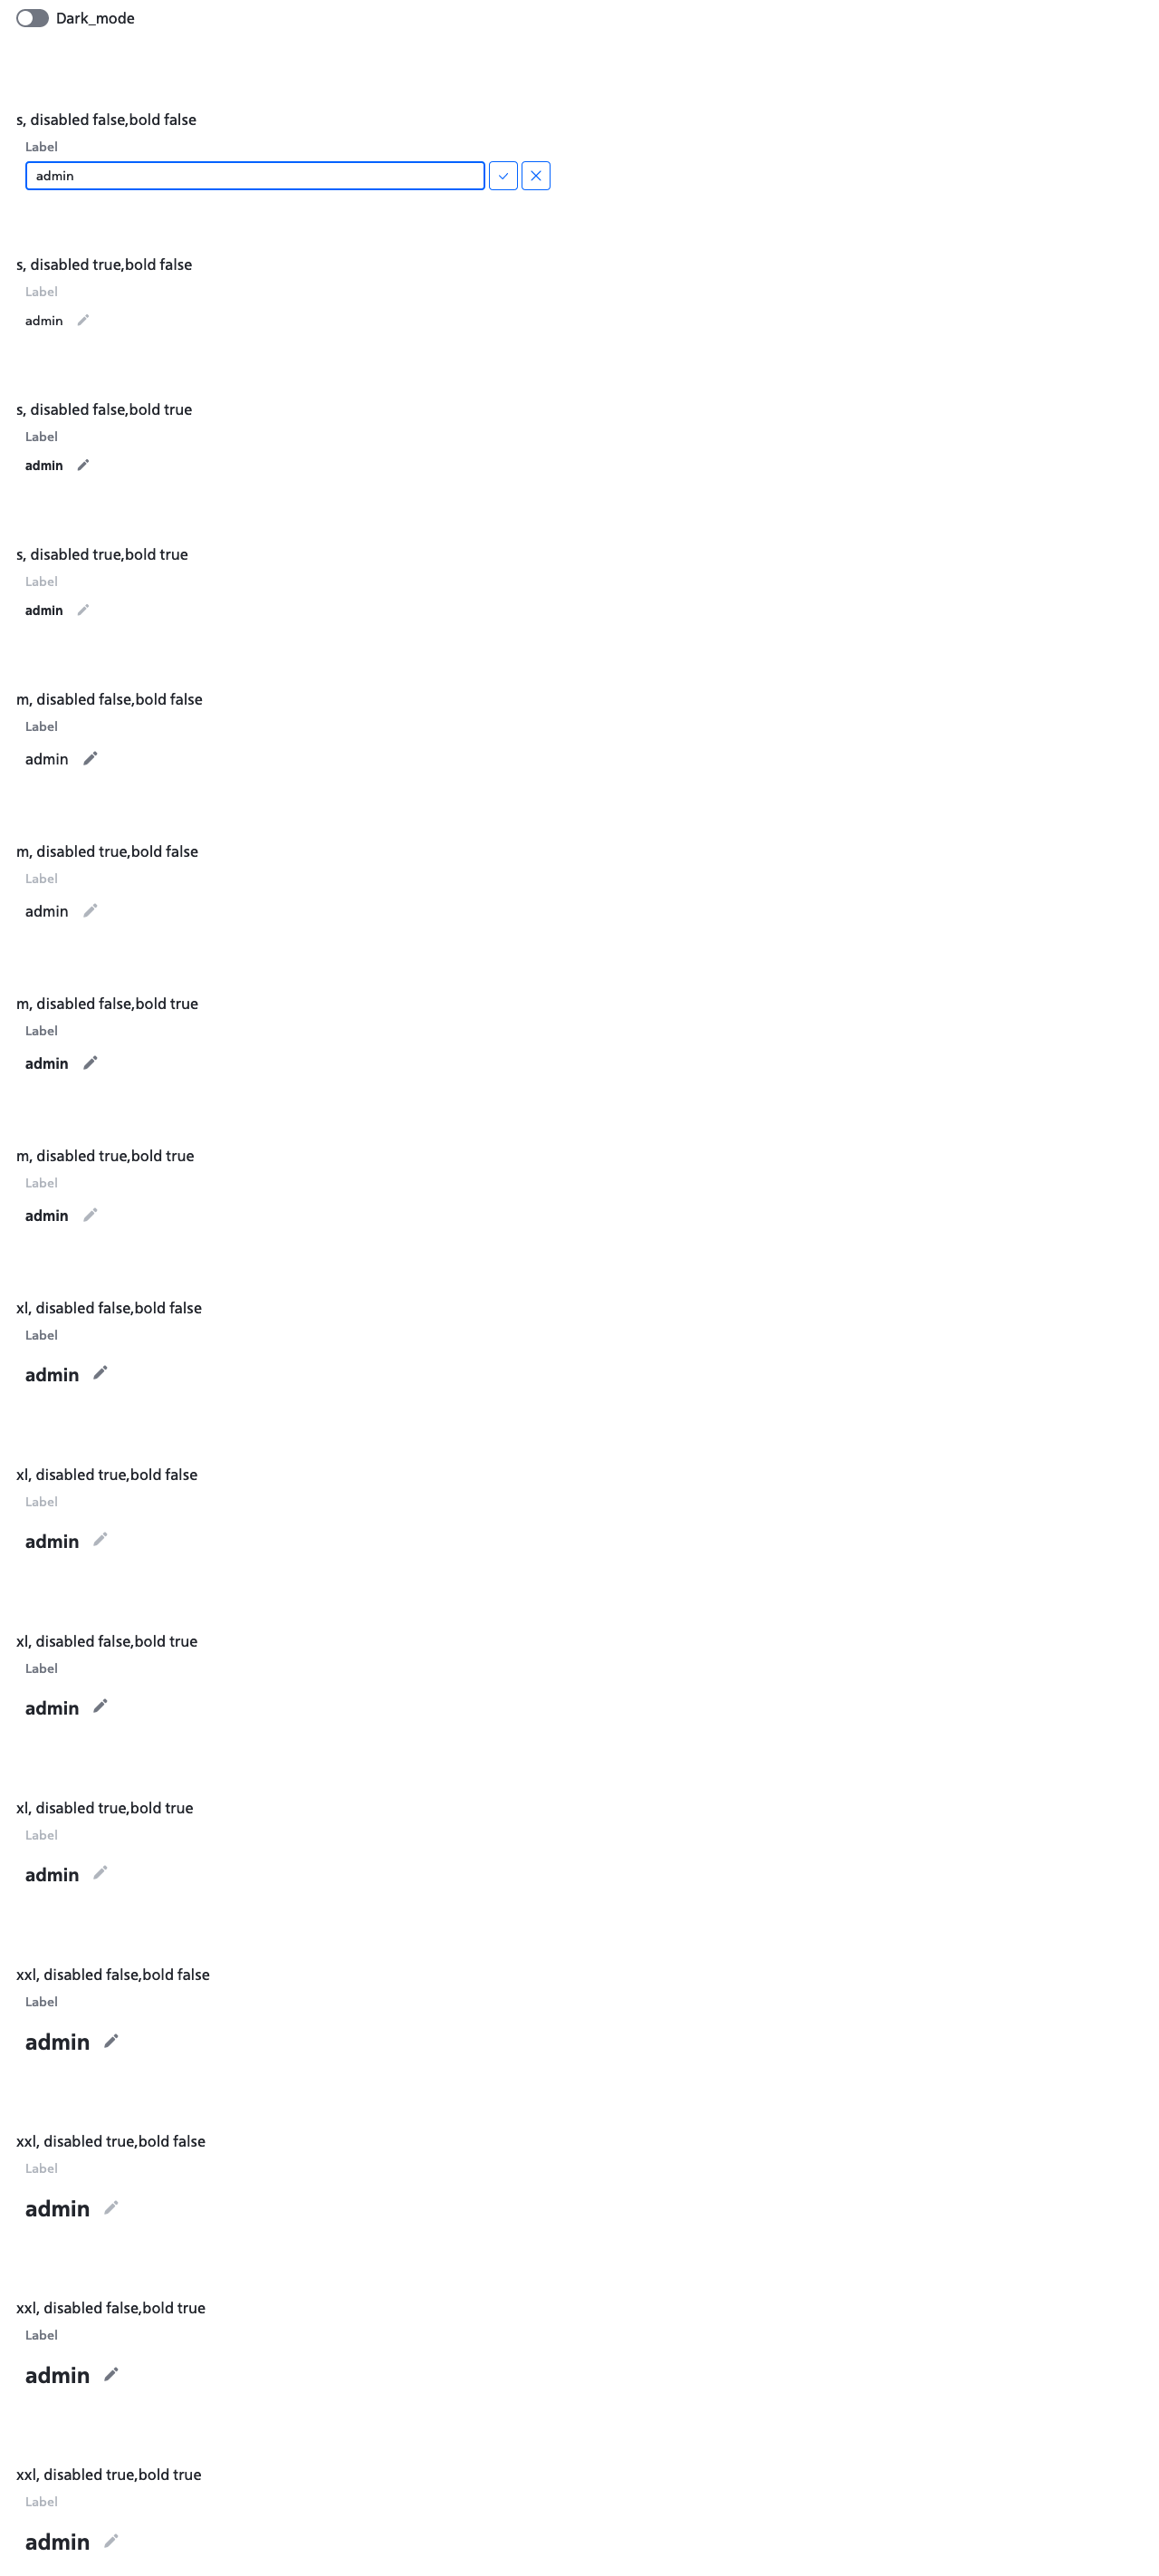 Dark_mode
s, disabled false,bold false
Label
admin
s, disabled true,bold false
Label
admin
s, disabled false,bold true
Label
admin
s, disabled true,bold true
Label
admin
m, disabled false,bold false
Label
admin
m, disabled true,bold false
Label
admin
m, disabled false,bold true
Label
admin
m, disabled true,bold true
Label
admin
xl, disabled false,bold false
Label
admin
xl, disabled true,bold false
Label
admin
xl, disabled false,bold true
Label
admin
xl, disabled true,bold true
Label
admin
xxl, disabled false,bold false
Label
admin
xxl, disabled true,bold false
Label
admin
xxl, disabled false,bold true
Label
admin
xxl, disabled true,bold true
Label
admin